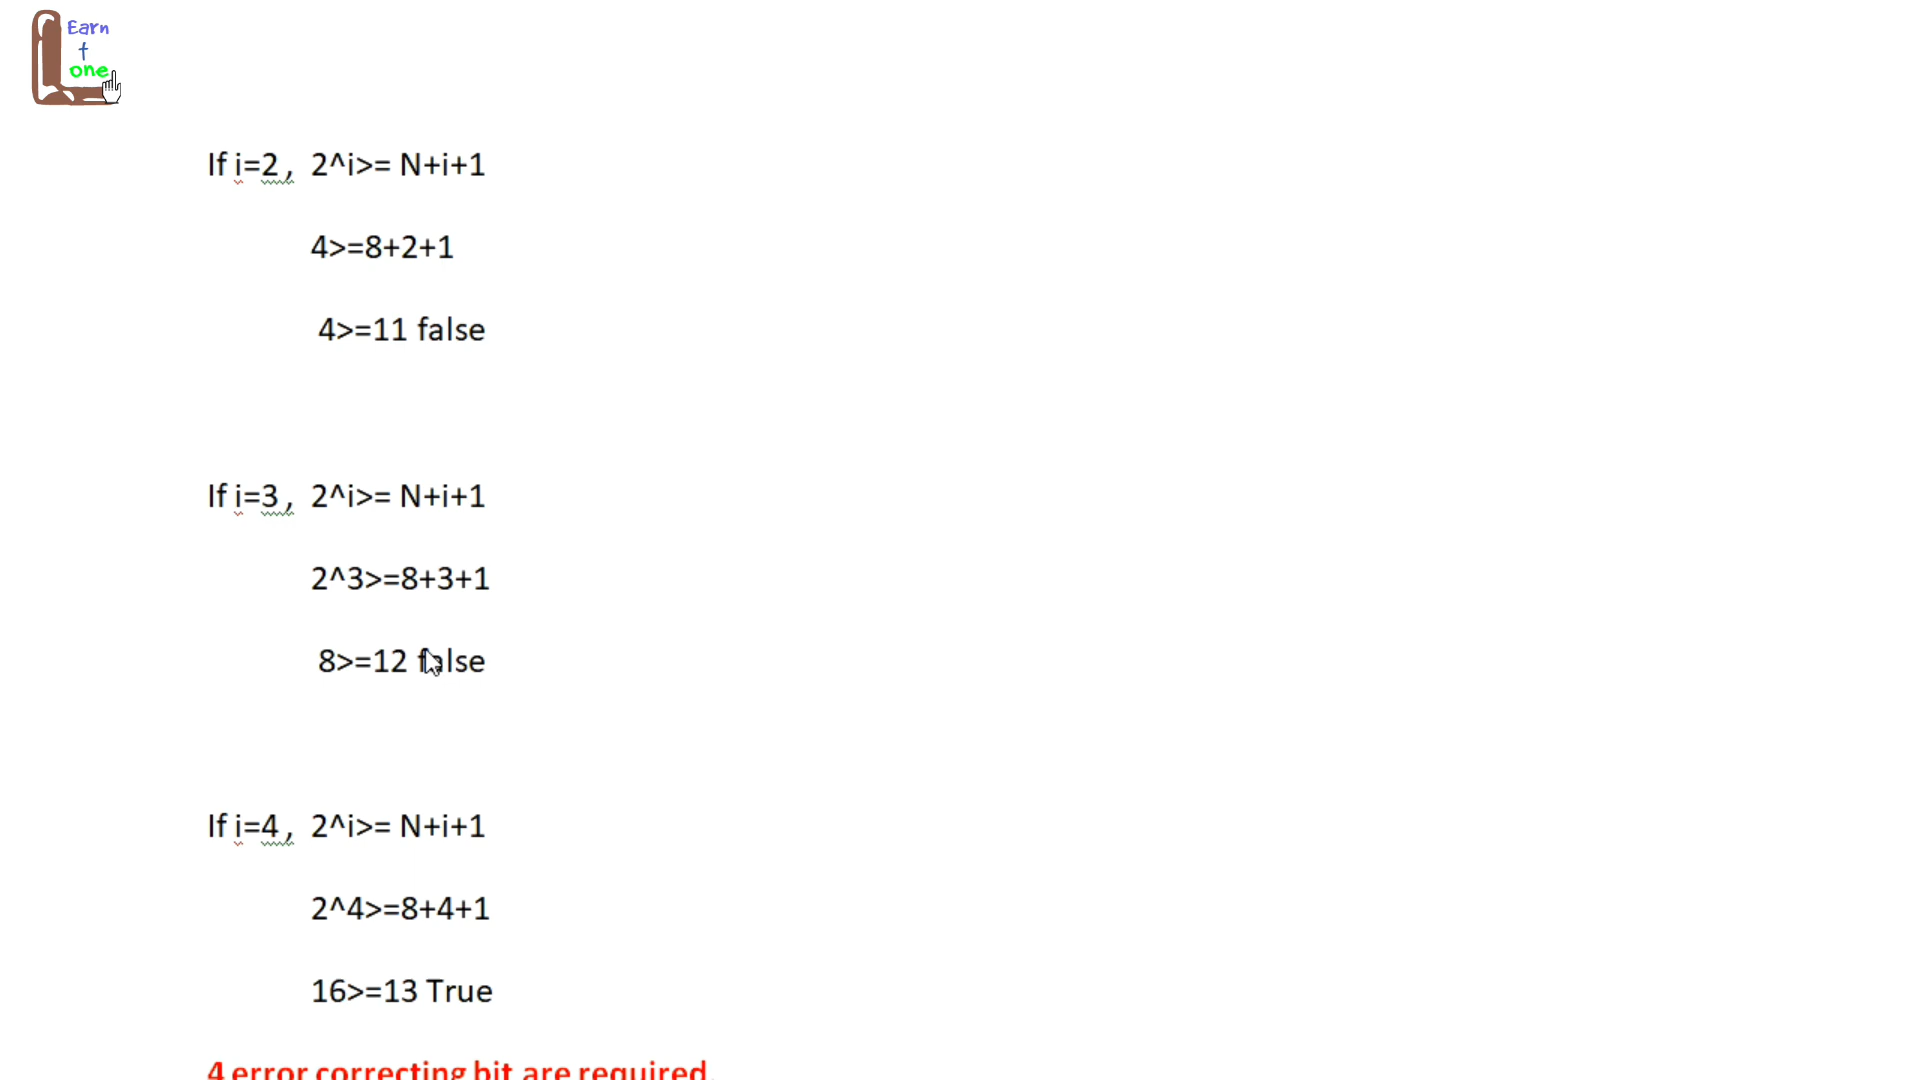 Earn
t
one
If i=2 , 2^i>= N+i+1
4>=8+2+1
4>=11 false
If i=3 , 2^i>= N+i+1
2^3>=8+3+1
8>=12 false
If i=4 , 2^i>= N+i+1
2^4>=8+4+1
16>=13 True
4 error correcting bit are required.